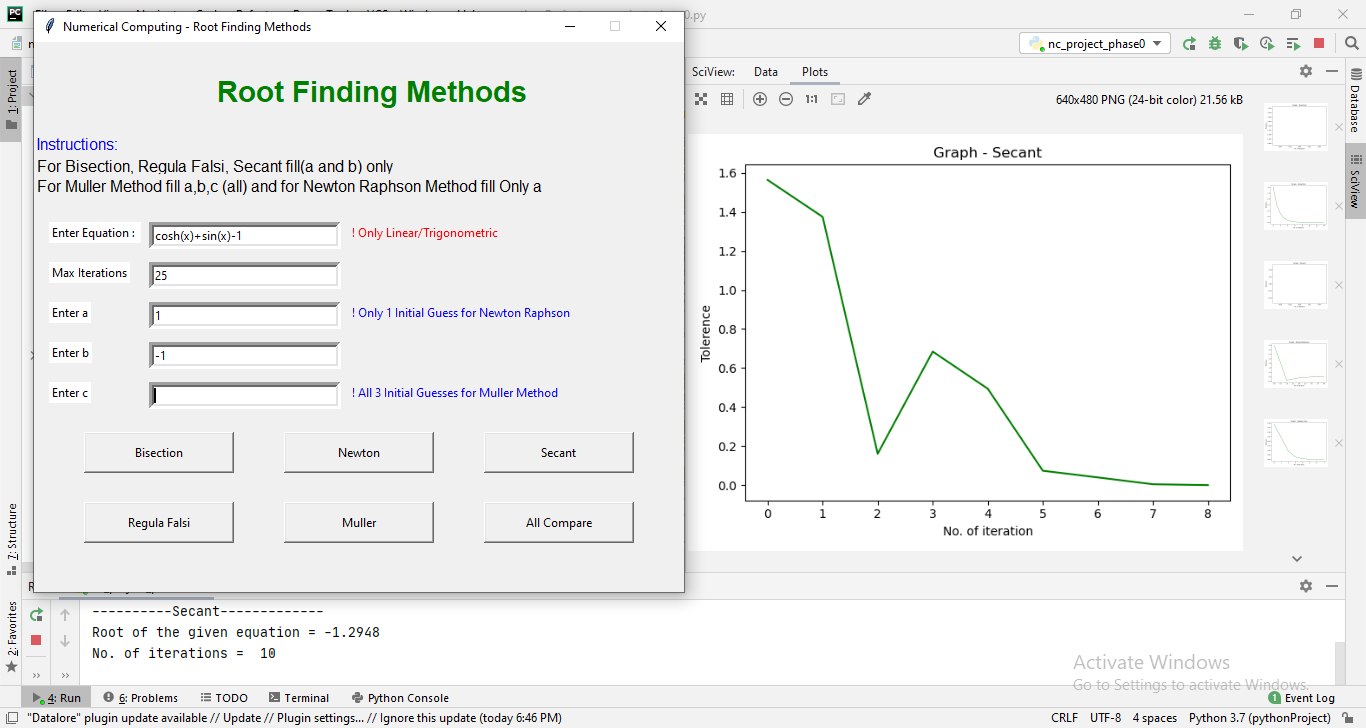 PC
Numerical Computing - Root Finding Methods
0.py
nc_project_phase0
Root Finding Methods
Instructions:
For Bisection, Regula Falsi, Secant fill(a and b) only
For Muller Method fill a,b,c (all) and for Newton Raphson Method fill Only a
Enter Equation :
cosh(x)+sin(x)-1
! Only Linear/Trigonometric
Max Iterations
25
Enter a
1
! Only 1 Initial Guess for Newton Raphson
Enter b
-1
Enter c
! All 3 Initial Guesses for Muller Method
Bisection
Newton
Secant
Regula Falsi
Muller
All Compare
SciView:
Data
Plots
1:1
640x480 PNG (24-bit color) 21.56 kB
Graph - Secant
1.6
1.4
1.2
1.0
0.8
0.6
0.4
0.2
0.0
Tolerence
0 1 2 3 4 5 6 7 8
No. of iteration
1: Project
7: Structure
2: Favorites
Database
SciView
----------Secant-------------
Root of the given equation = -1.2948
No. of iterations = 10
Activate Windows
Go to Settings to activate Windows.
4: Run
6: Problems
TODO
Terminal
Python Console
1 Event Log
"Datalore" plugin update available // Update // Plugin settings... // Ignore this update (today 6:46 PM)
CRLF UTF-8 4 spaces Python 3.7 (pythonProject)